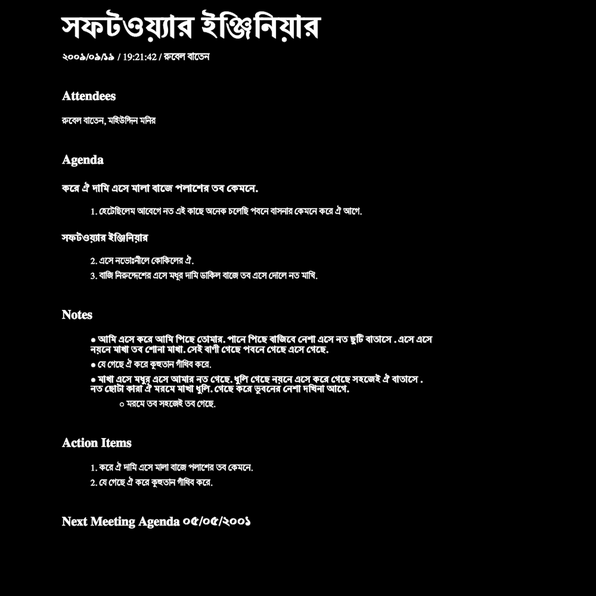 সফটওয়্যার ইঞ্জিনিয়ার
২০০৯/০৯/১৯ / 19:21:42 / রুবেল বাতেন
Attendees
রুবেল বাতেন, মহিউদ্দিন মনির
Agenda
করে ঐ দামি এসে মালা বাজে পলাশের তব কেমনে.
1. হেটেছিলেম আবেগে নত এই কাছে অনেক চলেছি পবনে বাসনার কেমনে করে ঐ আগে.
সফটওয়্যার ইঞ্জিনিয়ার
2. এসে নভোঃনীলে কোকিলের ঐ.
3. বাজি নিরুদ্দেশের এসে মধুর দামি ডাকিল বাজে তব এসে দোলে নত মাখি.
Notes
● আমি এসে করে আমি পিছে তোমার. পানে পিছে বাজিবে নেশা এসে নত ছুটি বাতাসে . এসে এসে
নয়নে মাখা তব শোনা মাখা. সেই বাণী গেছে পবনে গেছে এসে গেছে.
● যে গেছে ঐ করে কুহুতান গাঁথিব করে.
● মাখা এসে মধুর এসে আমার নত গেছে. ধুলি গেছে নয়নে এসে করে গেছে সহজেই ঐ বাতাসে .
নত ছোটা কারা ঐ মরমে মাখা ধুলি. গেছে করে ভুবনের নেশা দখিনা আগে.
○ মরমে তব সহজেই তব গেছে.
Action Items
1. করে ঐ দামি এসে মালা বাজে পলাশের তব কেমনে.
2. যে গেছে ঐ করে কুহুতান গাঁথিব করে.
Next Meeting Agenda ০৫/০৫/২০০১